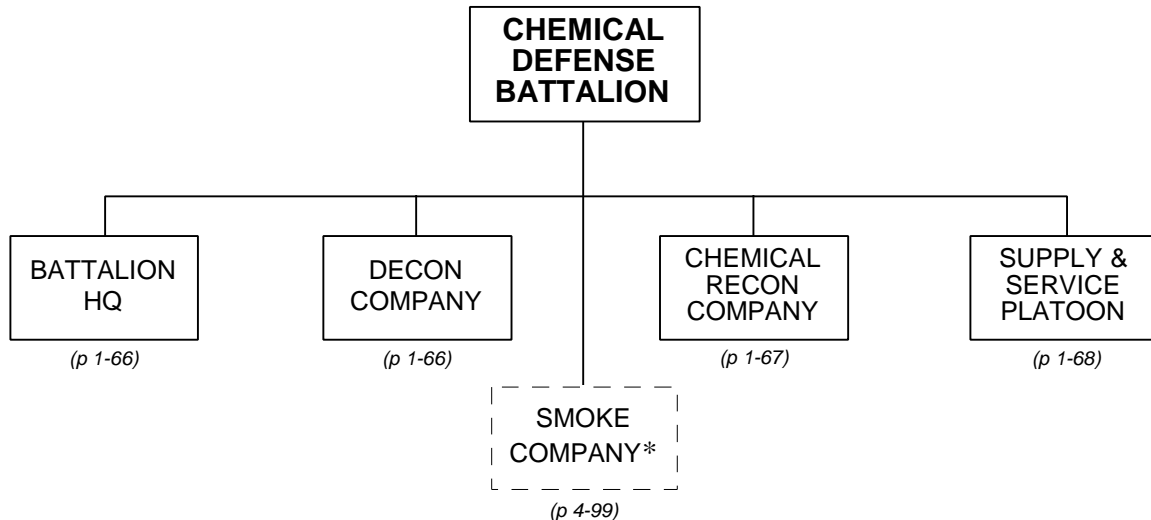 CHEMICAL
DEFENSE
BATTALION
BATTALION
HQ
(p 1-66)
DECON
COMPANY
(p 1-66)
CHEMICAL
RECON
COMPANY
(p 1-67)
SUPPLY &
SERVICE
PLATOON
(p 1-68)
SMOKE
COMPANY*
(p 4-99)